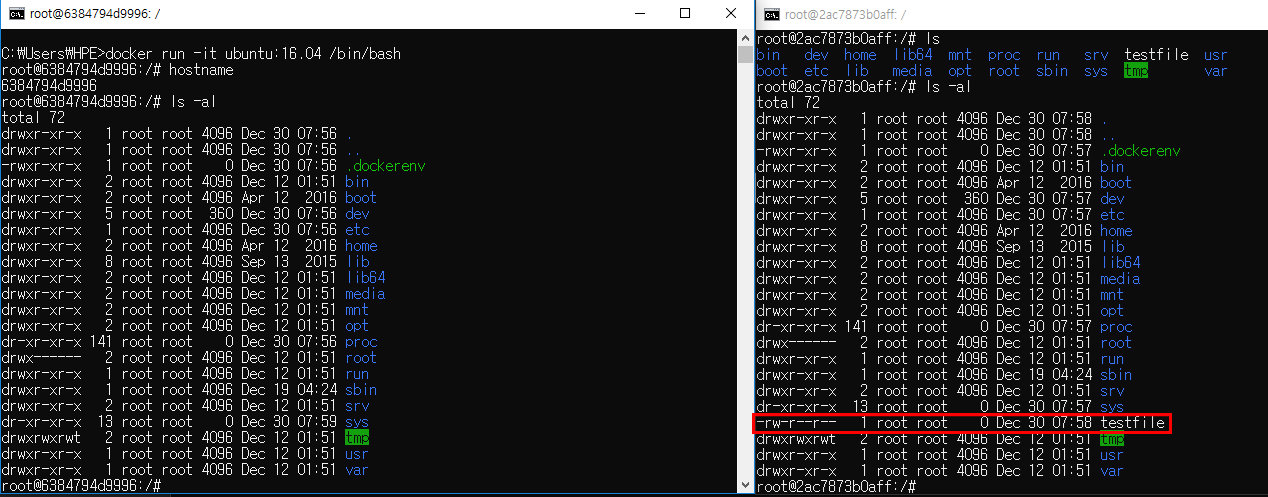 root@6384794d9996: /
C:₩Users₩HPE>docker run -it ubuntu:16.04 /bin/bash
root@6384794d9996:/# hostname
6384794d9996
root@6384794d9996:/# ls -al
total 72
drwxr-xr-x   1 root root 4096 Dec 30 07:56 .
drwxr-xr-x   1 root root 4096 Dec 30 07:56 ..
-rwxr-xr-x   1 root root    0 Dec 30 07:56 .dockerenv
drwxr-xr-x   2 root root 4096 Dec 12 01:51 bin
drwxr-xr-x   2 root root 4096 Apr 12  2016 boot
drwxr-xr-x   5 root root  360 Dec 30 07:56 dev
drwxr-xr-x   1 root root 4096 Dec 30 07:56 etc
drwxr-xr-x   2 root root 4096 Apr 12  2016 home
drwxr-xr-x   8 root root 4096 Sep 13  2015 lib
drwxr-xr-x   2 root root 4096 Dec 12 01:51 lib64
drwxr-xr-x   2 root root 4096 Dec 12 01:51 media
drwxr-xr-x   2 root root 4096 Dec 12 01:51 mnt
drwxr-xr-x   2 root root 4096 Dec 12 01:51 opt
dr-xr-xr-x 141 root root    0 Dec 30 07:56 proc
drwx------   2 root root 4096 Dec 12 01:51 root
drwxr-xr-x   1 root root 4096 Dec 12 01:51 run
drwxr-xr-x   1 root root 4096 Dec 19 04:24 sbin
drwxr-xr-x   2 root root 4096 Dec 12 01:51 srv
dr-xr-xr-x  13 root root    0 Dec 30 07:59 sys
drwxrwxrwt   2 root root 4096 Dec 12 01:51 tmp
drwxr-xr-x   1 root root 4096 Dec 12 01:51 usr
drwxr-xr-x   1 root root 4096 Dec 12 01:51 var
root@6384794d9996:/#
root@2ac7873b0aff: /
root@2ac7873b0aff:/# ls
bin   dev  home  lib64  mnt  proc  run   srv  testfile  usr
boot  etc  lib   media  opt  root  sbin  sys  tmp       var
root@2ac7873b0aff:/# ls -al
total 72
drwxr-xr-x   1 root root 4096 Dec 30 07:58 .
drwxr-xr-x   1 root root 4096 Dec 30 07:58 ..
-rwxr-xr-x   1 root root    0 Dec 30 07:57 .dockerenv
drwxr-xr-x   2 root root 4096 Dec 12 01:51 bin
drwxr-xr-x   2 root root 4096 Apr 12  2016 boot
drwxr-xr-x   5 root root  360 Dec 30 07:57 dev
drwxr-xr-x   1 root root 4096 Dec 30 07:57 etc
drwxr-xr-x   2 root root 4096 Apr 12  2016 home
drwxr-xr-x   8 root root 4096 Sep 13  2015 lib
drwxr-xr-x   2 root root 4096 Dec 12 01:51 lib64
drwxr-xr-x   2 root root 4096 Dec 12 01:51 media
drwxr-xr-x   2 root root 4096 Dec 12 01:51 mnt
drwxr-xr-x   2 root root 4096 Dec 12 01:51 opt
dr-xr-xr-x 141 root root    0 Dec 30 07:57 proc
drwx------   2 root root 4096 Dec 12 01:51 root
drwxr-xr-x   1 root root 4096 Dec 12 01:51 run
drwxr-xr-x   1 root root 4096 Dec 19 04:24 sbin
drwxr-xr-x   2 root root 4096 Dec 12 01:51 srv
dr-xr-xr-x  13 root root    0 Dec 30 07:57 sys
-rw-r--r--   1 root root    0 Dec 30 07:58 testfile
drwxrwxrwt   2 root root 4096 Dec 12 01:51 tmp
drwxr-xr-x   1 root root 4096 Dec 12 01:51 usr
drwxr-xr-x   1 root root 4096 Dec 12 01:51 var
root@2ac7873b0aff:/#